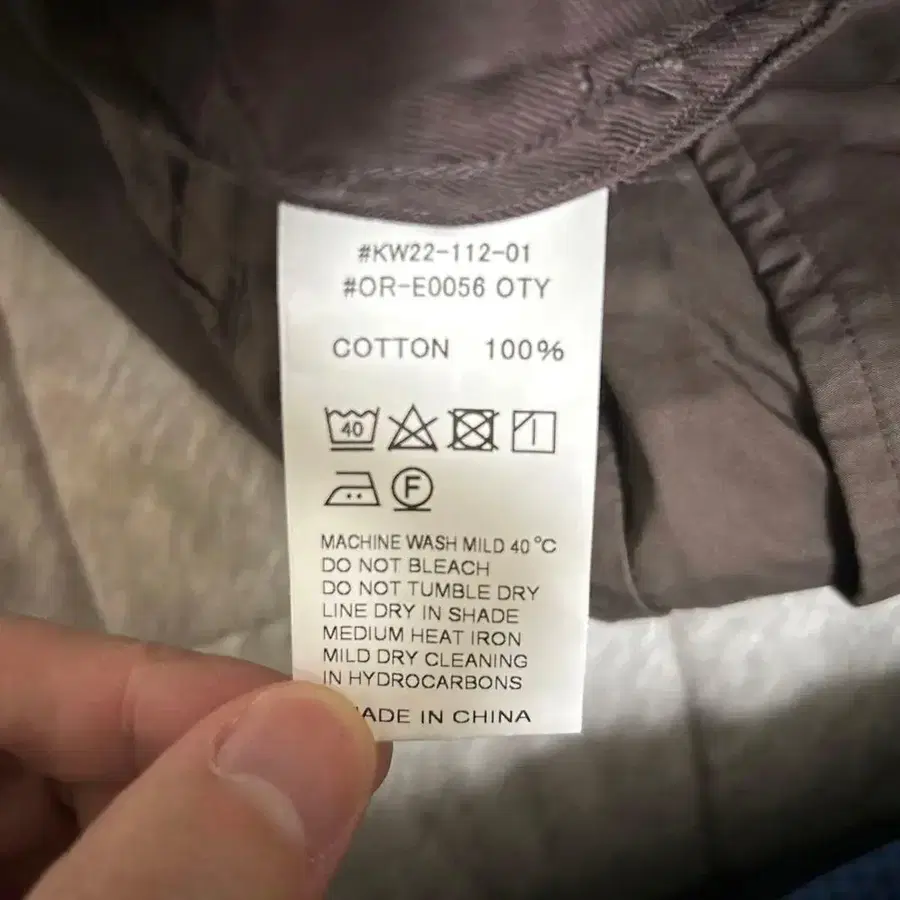 #KW22-112-01
#OR-E0056 OTY
COTTON 100%
40
F
MACHINE WASH MILD 40 ℃
DO NOT BLEACH
DO NOT TUMBLE DRY
LINE DRY IN SHADE
MEDIUM HEAT IRON
MILD DRY CLEANING
IN HYDROCARBONS
ADE IN CHINA